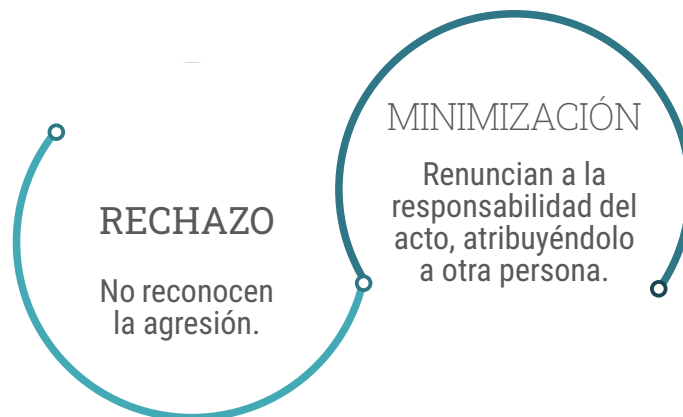 RECHAZO
No reconocen
la agresión.
MINIMIZACIÓN
Renuncian a la
responsabilidad del
acto, atribuyéndolo
a otra persona.